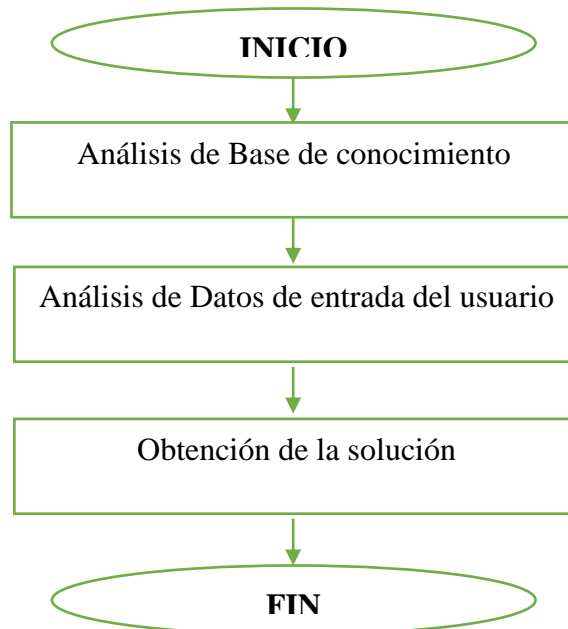 INICIO
Análisis de Base de conocimiento
Análisis de Datos de entrada del usuario
Obtención de la solución
FIN